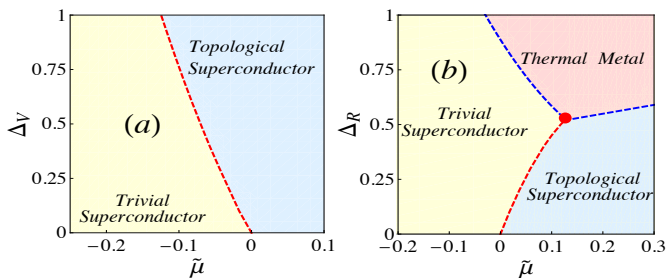 1
0.75
0.5
0.25
0
Δ_V
(a)
Topological
Superconductor
Trivial
Superconductor
−0.2
−0.1
0
0.1
μ̃
1
0.75
0.5
0.25
0
Δ_R
(b)
Thermal Metal
Trivial
Superconductor
Topological
Superconductor
−0.2
−0.1
0
0.1
0.2
0.3
μ̃